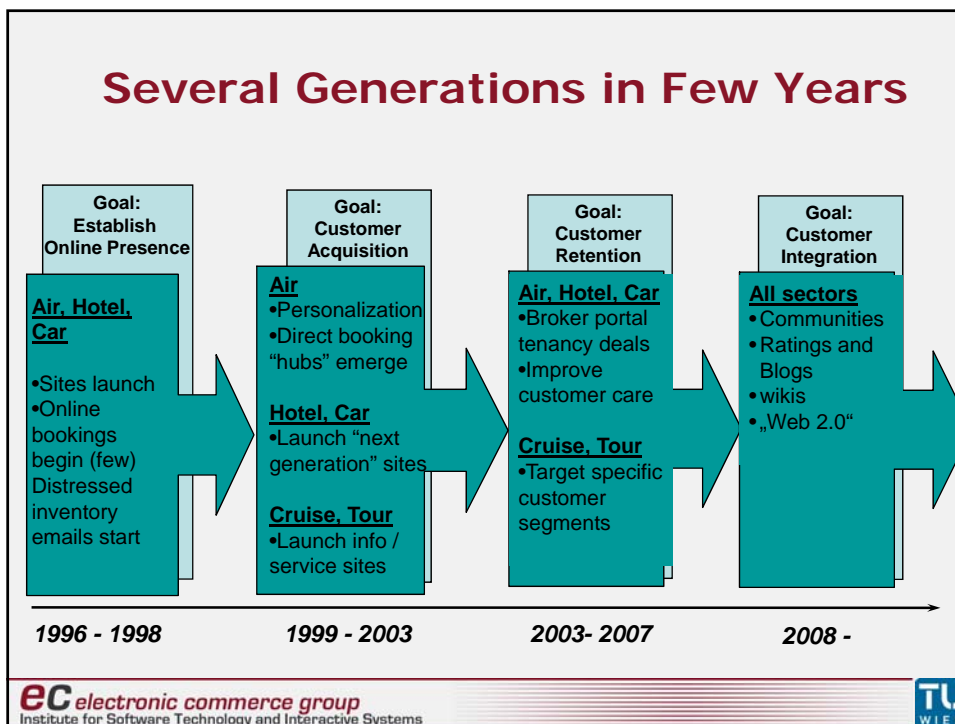 Several Generations in Few Years
Goal:
Establish
Online Presence
Air, Hotel,
Car
•Sites launch
•Online
bookings
begin (few)
Distressed
inventory
emails start
1996 - 1998
Goal:
Customer
Acquisition
Air
•Personalization
•Direct booking
“hubs” emerge
Hotel, Car
•Launch “next
generation” sites
Cruise, Tour
•Launch info /
service sites
1999 - 2003
Goal:
Customer
Retention
Air, Hotel, Car
•Broker portal
tenancy deals
•Improve
customer care
Cruise, Tour
•Target specific
customer
segments
2003- 2007
Goal:
Customer
Integration
All sectors
•Communities
•Ratings and
Blogs
•wikis
•„Web 2.0“
2008 -
ec electronic commerce group
Institute for Software Technology and Interactive Systems